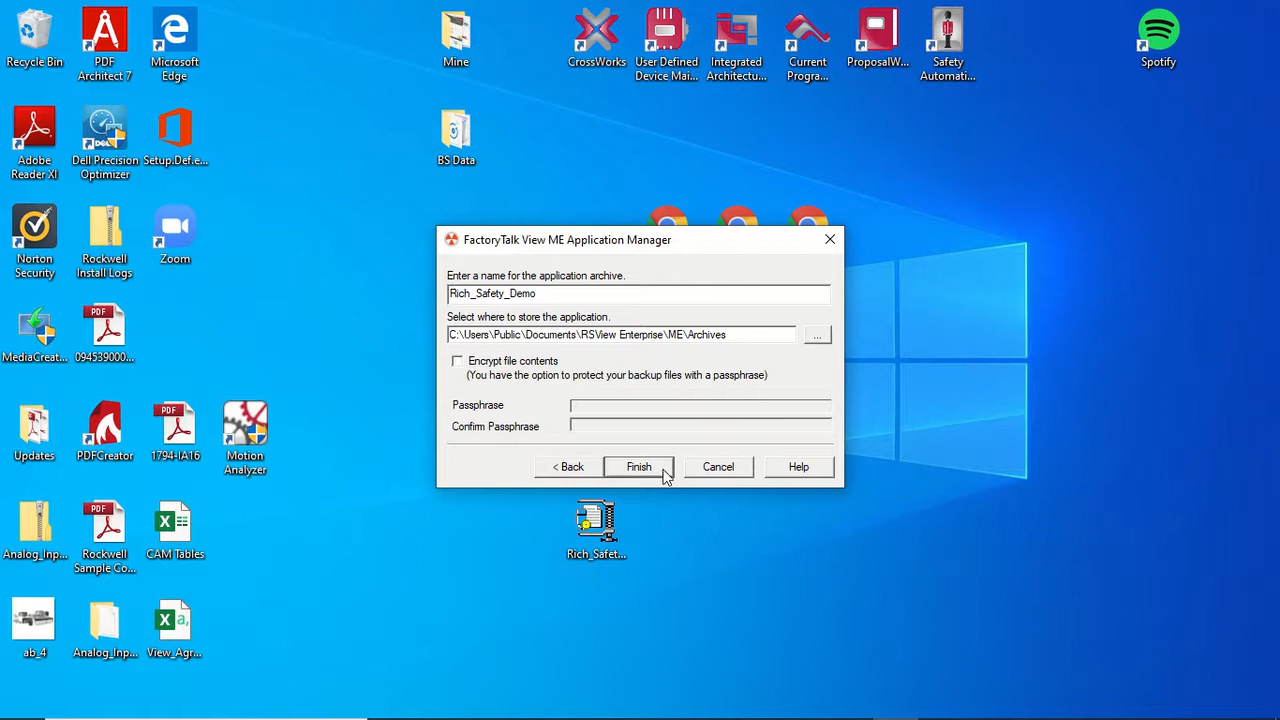 Recycle Bin
PDF
Architect 7
Microsoft
Edge
Mine
CrossWorks
User Defined
Device Mai...
Integrated
Architectu...
Current
Progra...
ProposalW...
Safety
Automati...
Spotify
Adobe
Reader XI
Dell Precision
Optimizer
Setup.Def.e...
BS Data
Norton
Security
Rockwell
Install Logs
Zoom
FactoryTalk View ME Application Manager
Enter a name for the application archive.
Rich_Safety_Demo
Select where to store the application.
C:\Users\Public\Documents\RSView Enterprise\ME\Archives
...
Encrypt file contents
(You have the option to protect your backup files with a passphrase)
Passphrase
Confirm Passphrase
< Back
Finish
Cancel
Help
MediaCreat...
PDF
094539000...
Updates
PDFCreator
PDF
1794-IA16
Motion
Analyzer
Rich_Safet...
Analog_Inp...
PDF
Rockwell
Sample Co...
CAM Tables
ab_4
Analog_Inp...
View_Agr...